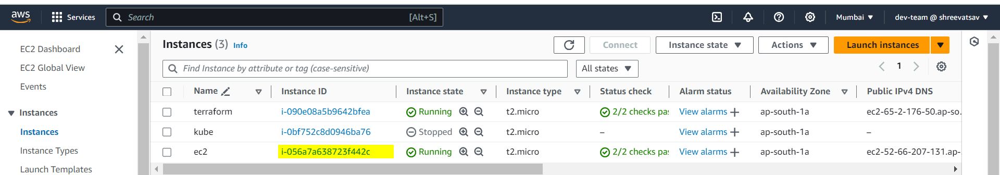 aws Services Search [Alt+S] Mumbai ▼ dev-team @ shreevatsav ▼
EC2 Dashboard
EC2 Global View
Events
Instances
Instances
Instance Types
Launch Templates
Instances (3) Info Connect Instance state ▼ Actions ▼ Launch instances ▼
Find Instance by attribute or tag (case-sensitive) All states ▼ 1
Name Instance ID Instance state Instance type Status check Alarm status Availability Zone Public IPv4 DNS
terraform i-090e08a5b9642bfea Running t2.micro 2/2 checks pas View alarms + ap-south-1a ec2-65-2-176-50.ap-so.
kube i-0bf752c8d0946ba76 Stopped t2.micro – View alarms + ap-south-1a –
ec2 i-056a7a638723f442c Running t2.micro 2/2 checks pas View alarms + ap-south-1a ec2-52-66-207-131.ap-